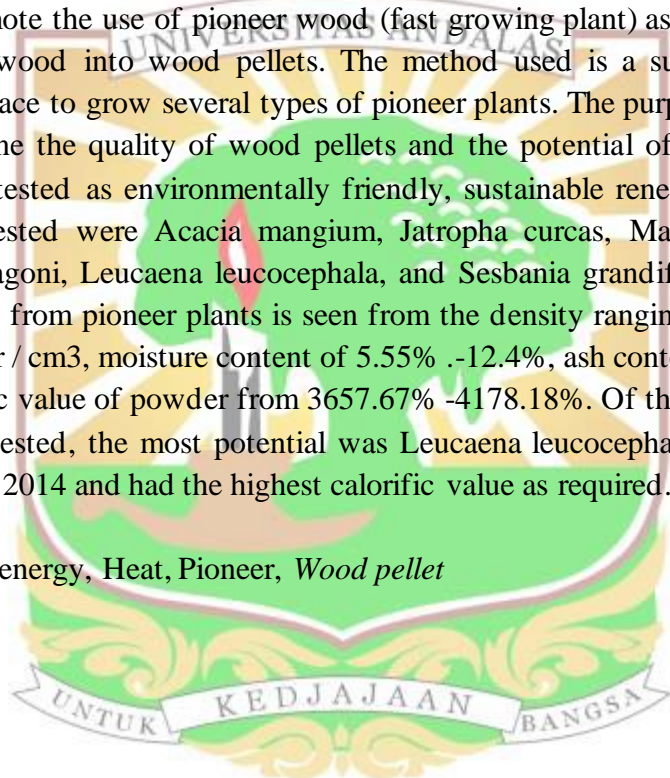 note the use of pioneer wood (fast growing plant) as
UNIVERSITAS ANDALAS
wood into wood pellets. The method used is a su
ace to grow several types of pioneer plants. The purp
ne the quality of wood pellets and the potential of
tested as environmentally friendly, sustainable rene
ested were Acacia mangium, Jatropha curcas, Ma
agoni, Leucaena leucocephala, and Sesbania grandif
from pioneer plants is seen from the density rangin
r / cm3, moisture content of 5.55% .-12.4%, ash cont
c value of powder from 3657.67% -4178.18%. Of th
ested, the most potential was Leucaena leucocepha
2014 and had the highest calorific value as required.
energy, Heat, Pioneer, Wood pellet
UNTUK KEDJAJAAN BANGSA